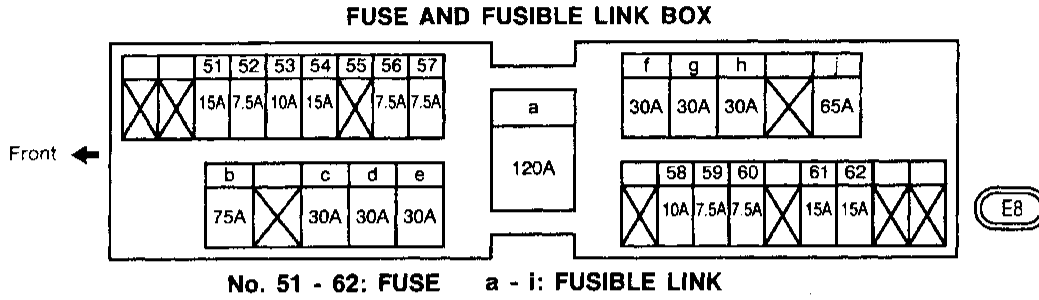 FUSE AND FUSIBLE LINK BOX
51 52 53 54 55 56 57
15A 7.5A 10A 15A 7.5A 7.5A
f g h j
30A 30A 30A 65A
a
120A
Front
b c d e
75A 30A 30A 30A
58 59 60 61 62
10A 7.5A 7.5A 15A 15A
E8
No. 51 - 62: FUSE a - i: FUSIBLE LINK